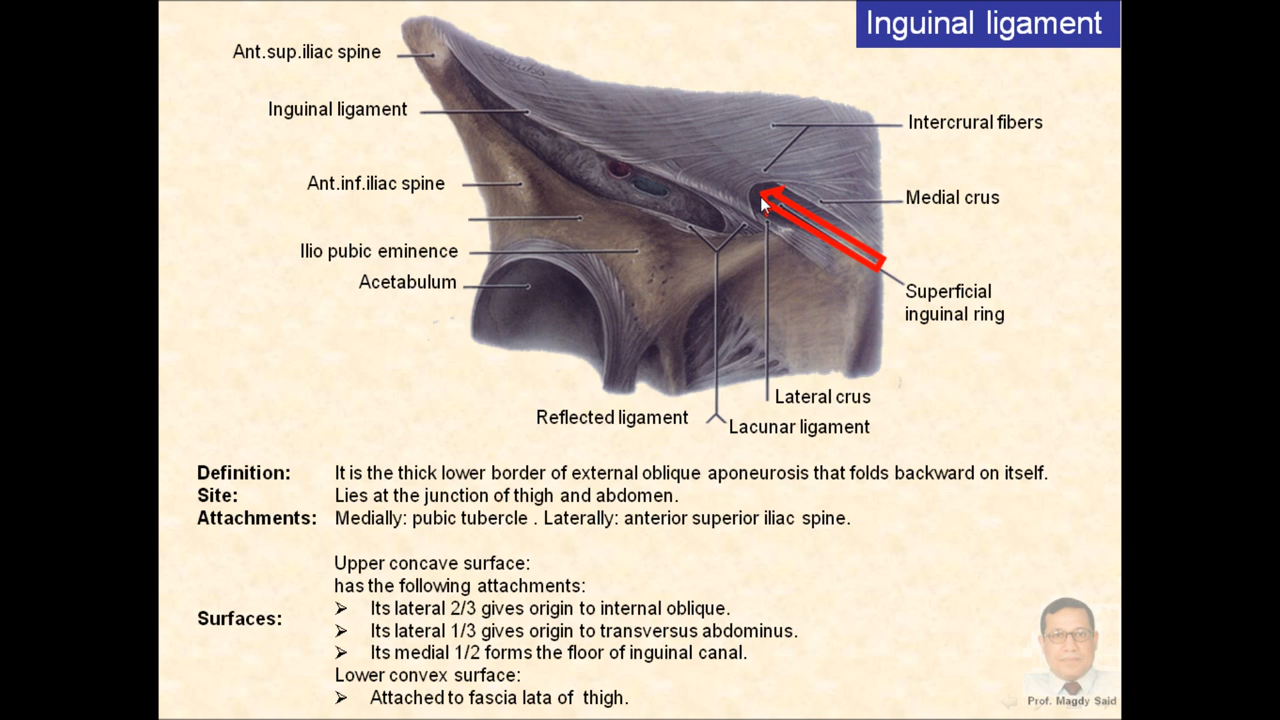 Inguinal ligament
Ant.sup.iliac spine
Inguinal ligament
Ant.inf.iliac spine
Ilio pubic eminence
Acetabulum
Intercrural fibers
Medial crus
Superficial
inguinal ring
Lateral crus
Reflected ligament
Lacunar ligament
Definition: It is the thick lower border of external oblique aponeurosis that folds backward on itself.
Site: Lies at the junction of thigh and abdomen.
Attachments: Medially: pubic tubercle . Laterally: anterior superior iliac spine.
Upper concave surface:
has the following attachments:
➢ Its lateral 2/3 gives origin to internal oblique.
Surfaces:
➢ Its lateral 1/3 gives origin to transversus abdominus.
➢ Its medial 1/2 forms the floor of inguinal canal.
Lower convex surface:
➢ Attached to fascia lata of thigh.
Prof. Magdy Said